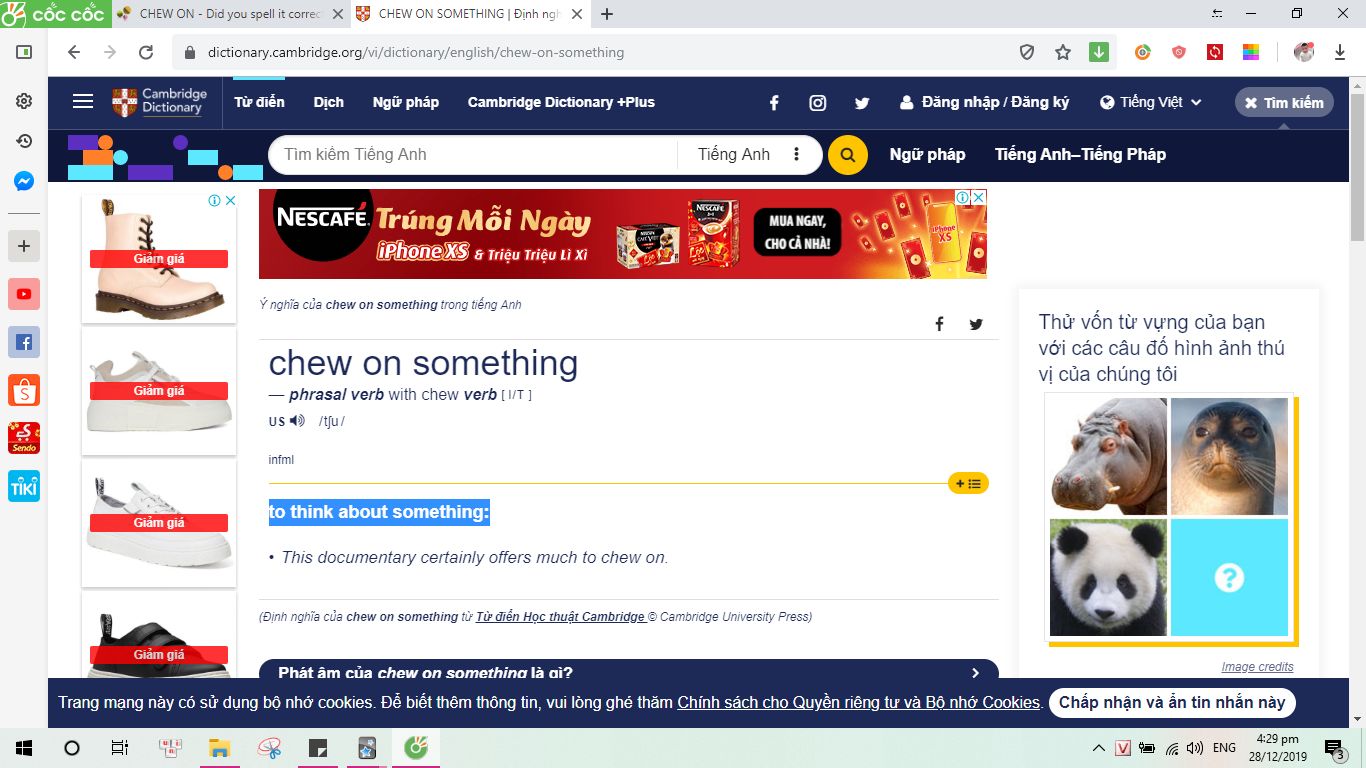 cốc cốc
CHEW ON - Did you spell it correc
CHEW ON SOMETHING | Định ngh
dictionary.cambridge.org/vi/dictionary/english/chew-on-something
Cambridge
Dictionary
Từ điển Dịch Ngữ pháp Cambridge Dictionary +Plus
Đăng nhập / Đăng ký
Tiếng Việt
Tìm kiếm
Tìm kiếm Tiếng Anh
Tiếng Anh
Ngữ pháp
Tiếng Anh–Tiếng Pháp
NESCAFÉ
Trúng Mỗi Ngày
iPhone XS & Triệu Triệu Lì Xì
MUA NGAY,
CHO CẢ NHÀ!
iPhone
XS
Giảm giá
Giảm giá
Giảm giá
Giảm giá
Sendo
TIKI
Ý nghĩa của chew on something trong tiếng Anh
chew on something
— phrasal verb with chew verb [ I/T ]
US /tʃu/
infml
to think about something:
• This documentary certainly offers much to chew on.
(Định nghĩa của chew on something từ Từ điển Học thuật Cambridge © Cambridge University Press)
Phát âm của chew on something là gì?
Thử vốn từ vựng của bạn
với các câu đố hình ảnh thú
vị của chúng tôi
?
Image credits
Trang mạng này có sử dụng bộ nhớ cookies. Để biết thêm thông tin, vui lòng ghé thăm Chính sách cho Quyền riêng tư và Bộ nhớ Cookies.
Chấp nhận và ẩn tin nhắn này
V
ENG
4:29 pm
28/12/2019
3